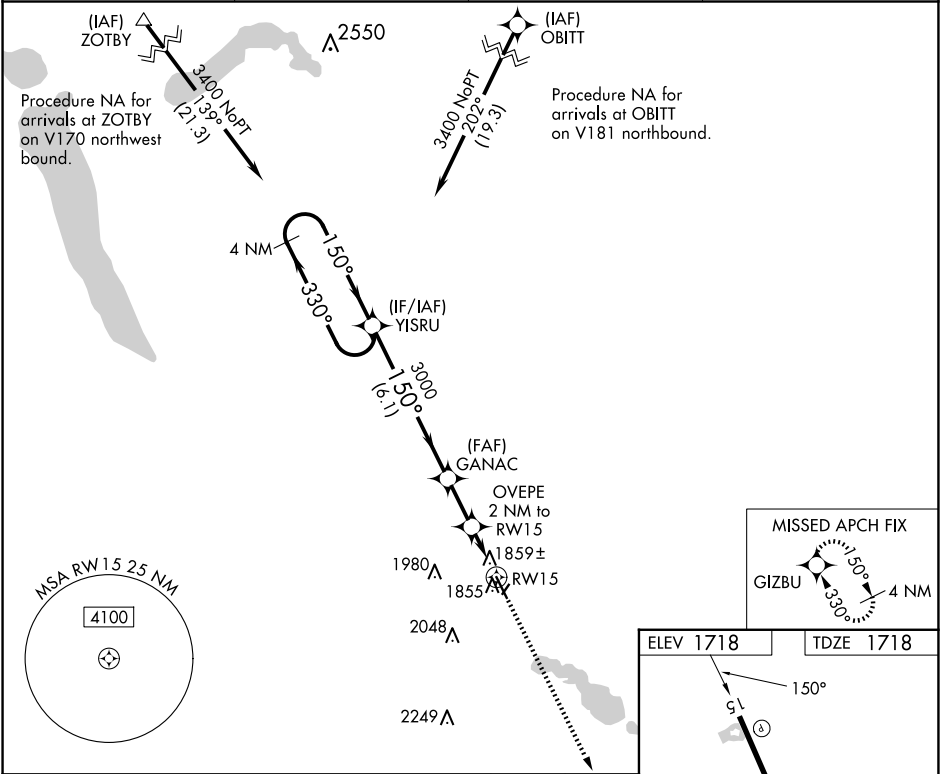 (IAF)
ZOTBY
2550
(IAF)
OBITT
3400 NoPT
139°
(21.3)
3400 NoPT
202°
(19.3)
Procedure NA for
arrivals at ZOTBY
on V170 northwest
bound.
Procedure NA for
arrivals at OBITT
on V181 northbound.
4 NM
150°
330°
(IF/IAF)
YISRU
3000
150°
(6.1)
(FAF)
GANAC
OVEPE
2 NM to
RW15
1859±
1980
RW15
1855
2048
2249
MSA RW15 25 NM
4100
MISSED APCH FIX
GIZBU
150°
330°
4 NM
ELEV 1718
TDZE 1718
150°
15